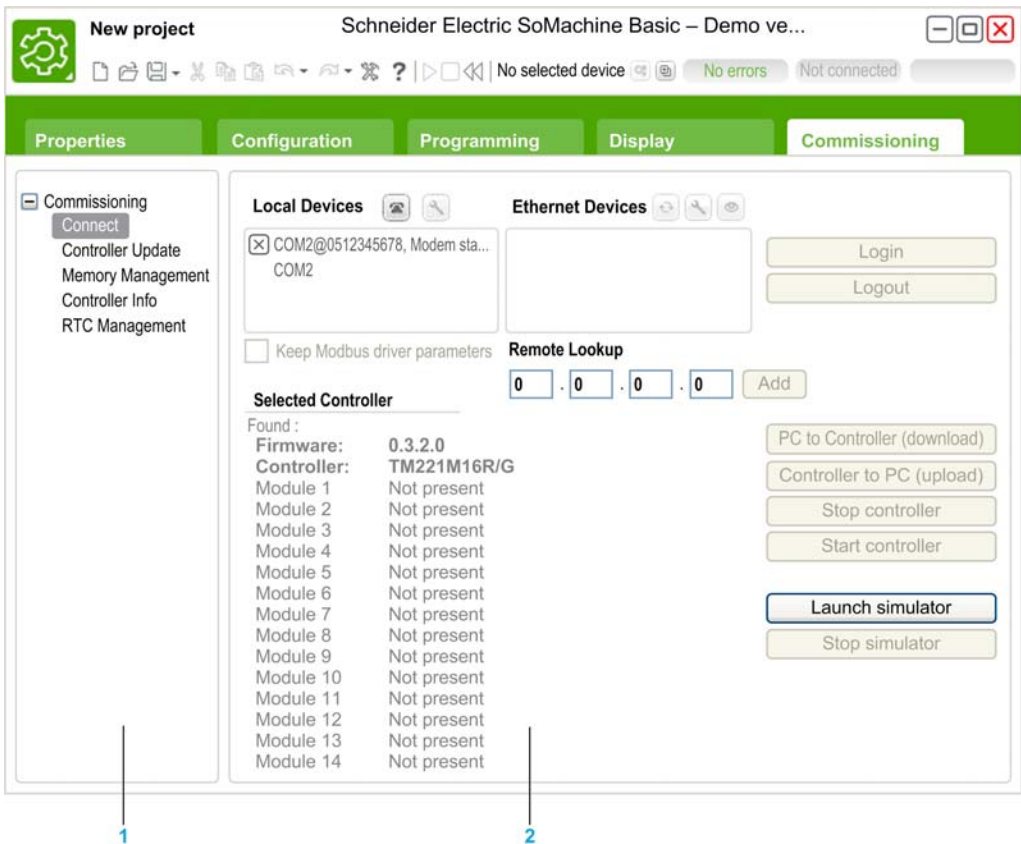 New project
Schneider Electric SoMachine Basic – Demo ve...
No selected device
No errors
Not connected
Properties
Configuration
Programming
Display
Commissioning
Commissioning
Connect
Controller Update
Memory Management
Controller Info
RTC Management
Local Devices
Ethernet Devices
COM2@0512345678, Modem sta...
COM2
Login
Logout
Keep Modbus driver parameters
Remote Lookup
0 . 0 . 0 . 0
Add
Selected Controller
Found :
Firmware: 0.3.2.0
Controller: TM221M16R/G
Module 1 Not present
Module 2 Not present
Module 3 Not present
Module 4 Not present
Module 5 Not present
Module 6 Not present
Module 7 Not present
Module 8 Not present
Module 9 Not present
Module 10 Not present
Module 11 Not present
Module 12 Not present
Module 13 Not present
Module 14 Not present
PC to Controller (download)
Controller to PC (upload)
Stop controller
Start controller
Launch simulator
Stop simulator
1
2